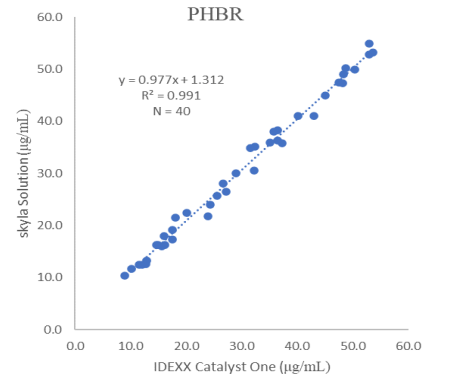 PHBR
60.0
50.0
40.0
30.0
20.0
10.0
0.0
skyla Solution (µg/mL)
y = 0.977x + 1.312
R² = 0.991
N = 40
0.0 10.0 20.0 30.0 40.0 50.0 60.0
IDEXX Catalyst One (µg/mL)